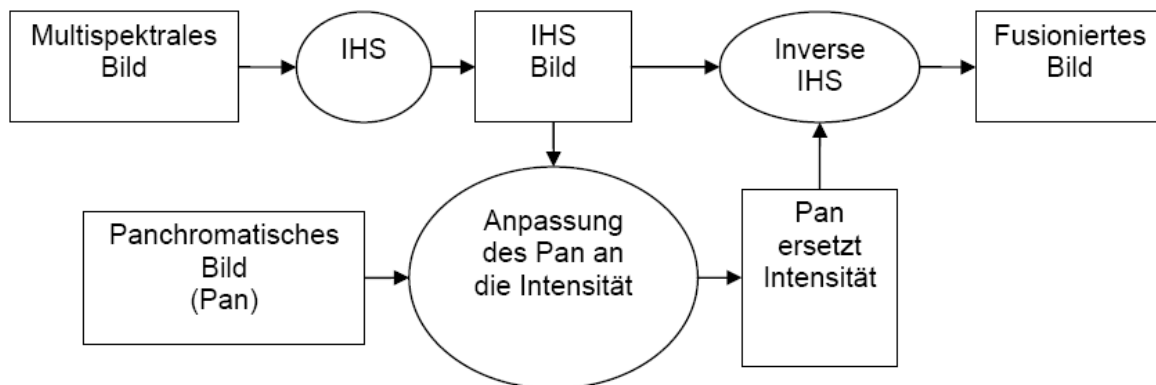 Multispektrales
Bild
IHS
IHS
Bild
Inverse
IHS
Fusioniertes
Bild
Panchromatisches
Bild
(Pan)
Anpassung
des Pan an
die Intensität
Pan
ersetzt
Intensität